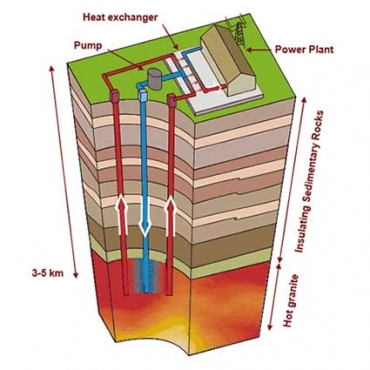 Heat exchanger
Pump
Power Plant
Insulating Sedimentary Rocks
3-5 km
Hot granite